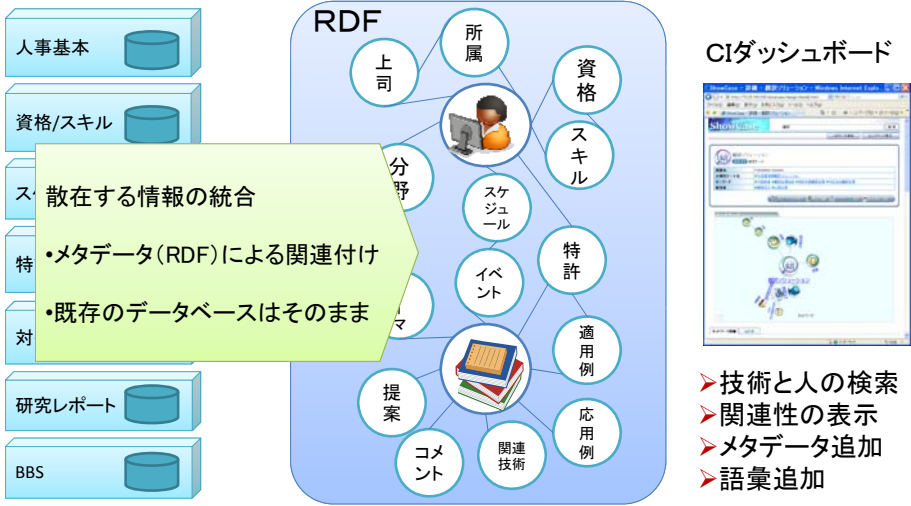 人事基本
資格/スキル
ス
特
対
研究レポート
BBS
散在する情報の統合
•メタデータ(RDF)による関連付け
•既存のデータベースはそのまま
RDF
上司
所属
資格
スキル
分野
スケジュール
イベント
特許
マ
適用例
提案
コメント
関連技術
応用例
CIダッシュボード
ShowCase
➢技術と人の検索
➢関連性の表示
➢メタデータ追加
➢語彙追加